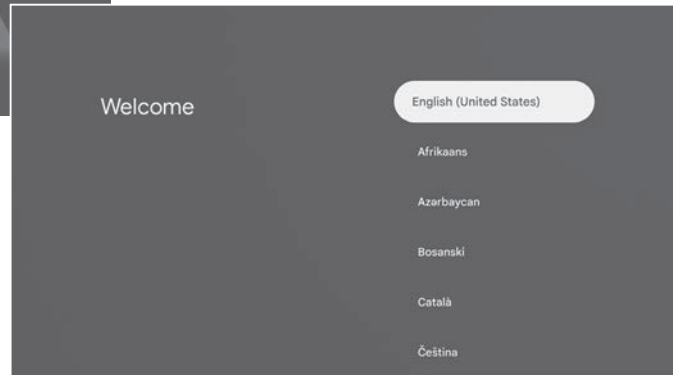 Welcome
English (United States)
Afrikaans
Azərbaycan
Bosanski
Català
Čeština